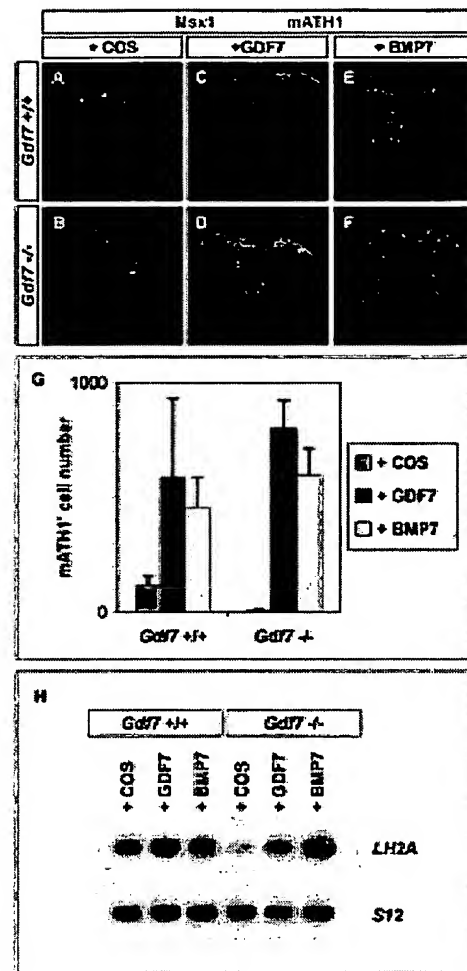 Msx1 mATH1
+ COS +GDF7 + BMP7
Gdf7 +/+
A C E
Gdf7 -/-
B D F
G
1000
mATH1+ cell number
0
Gdf7 +/+ Gdf7 -/-
+ COS
+ GDF7
+ BMP7
H
Gdf7 +/+ Gdf7 -/-
+ COS + GDF7 + BMP7 + COS + GDF7 + BMP7
LH2A
S12